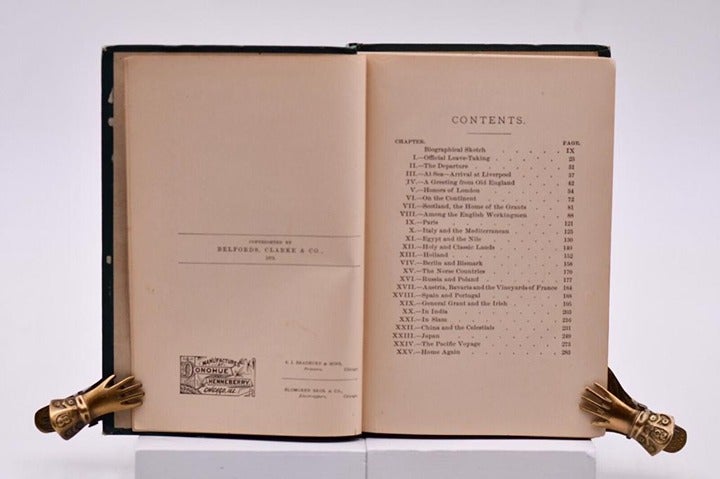 COPYRIGHTED BY
BELFORDS, CLARKE & CO.,
MANUFACTURED
DONOHUE
HENNEBERRY,
CHICAGO, ILL.
Printers,
BLOMGREN BROS. & CO.,
Electrotypers,
CONTENTS.
CHAPTER. PAGE.
Biographical Sketch IX
I.—Official Leave-Taking 25
II.—The Departure 31
III.—At Sea—Arrival at Liverpool 37
IV.—A Greeting from Old England 42
V.—Honors of London 54
VI.—On the Continent 72
VII.—Scotland, the Home of the Grants 81
VIII.—Among the English Workingmen 88
IX.—Paris 121
X.—Italy and the Mediterranean 125
XI.—Egypt and the Nile 130
XII.—Holy and Classic Lands 140
XIII.—Holland 152
XIV.—Berlin and Bismark 158
XV.—The Norse Countries 170
XVI.—Russia and Poland 177
XVII.—Austria, Bavaria and the Vineyards of France 184
XVIII.—Spain and Portugal 188
XIX.—General Grant and the Irish 195
XX.—In India 203
XXI.—In Siam 216
XXII.—China and the Celestials 231
XXIII.—Japan 249
XXIV.—The Pacific Voyage 276
XXV.—Home Again 283